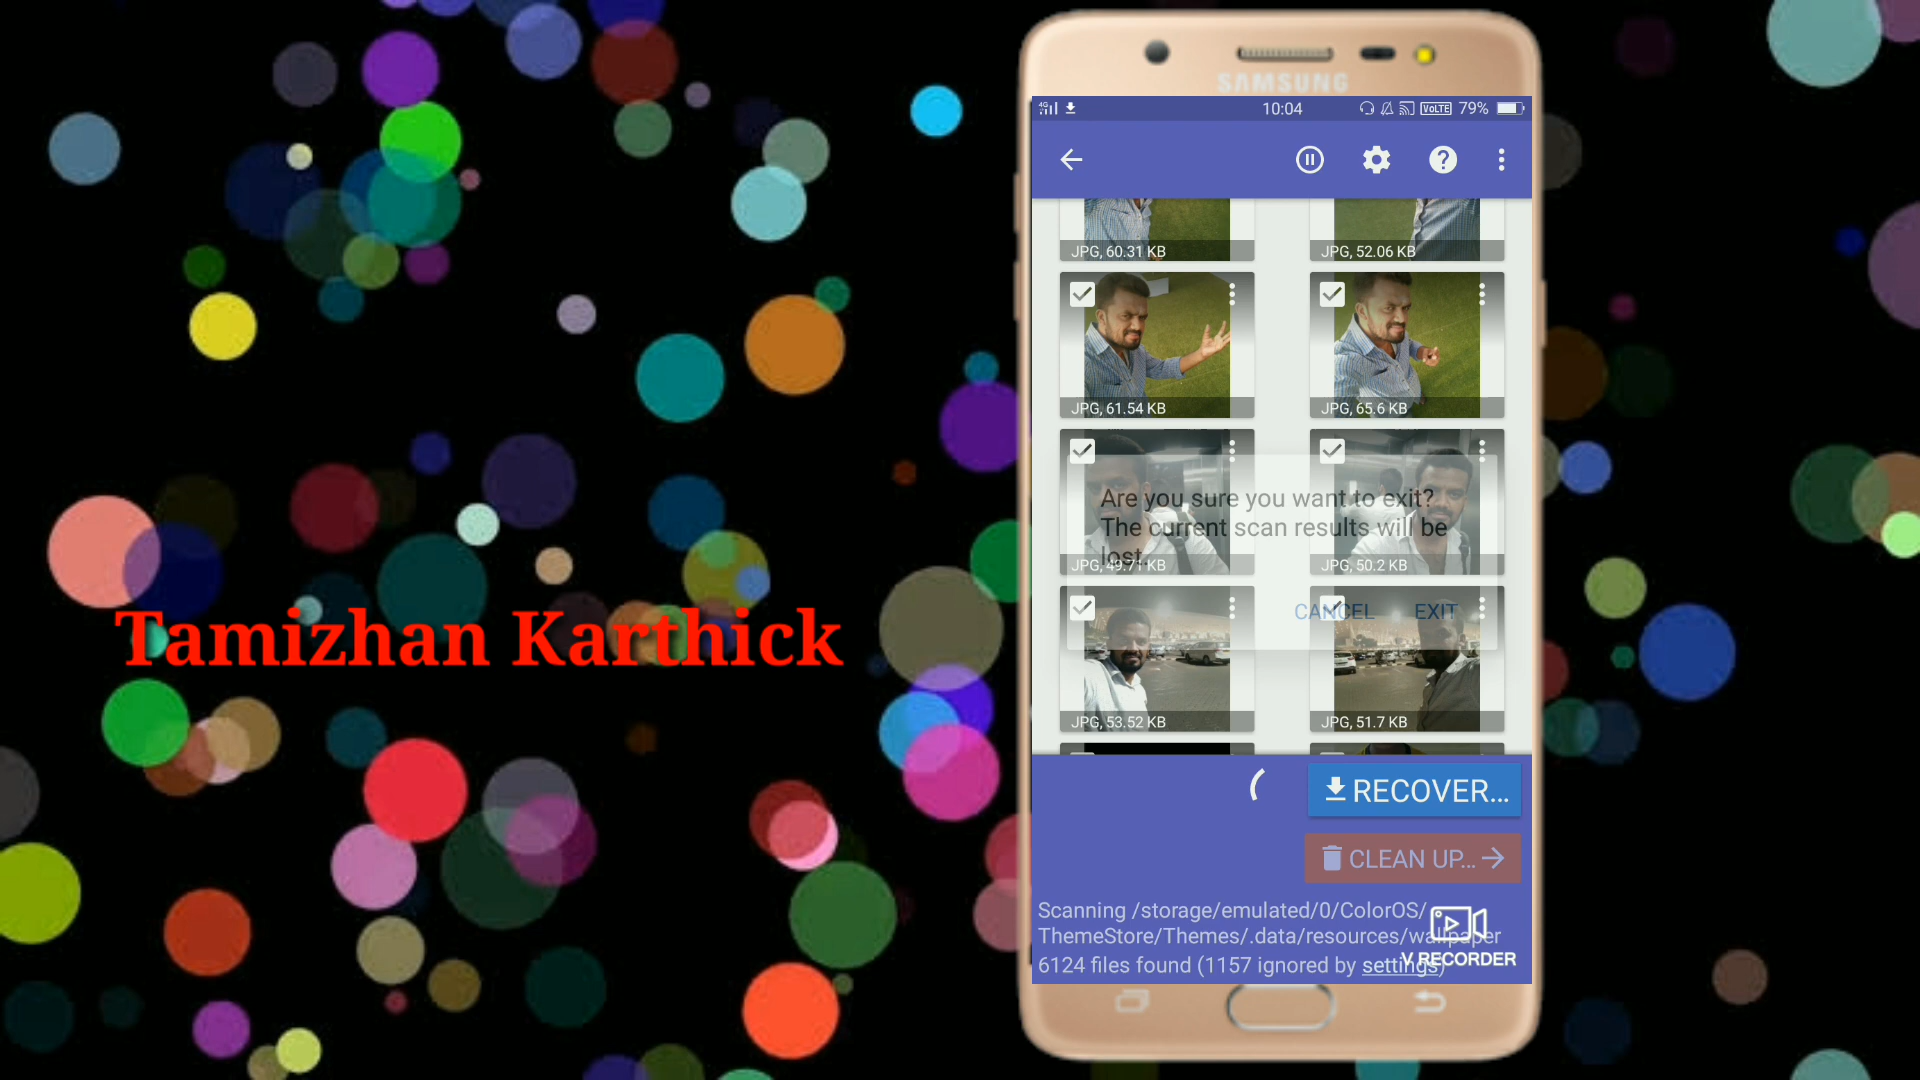 SAMSUNG
4G 10:04 VoLTE 79%
JPG, 60.31 KB JPG, 52.06 KB
JPG, 61.54 KB JPG, 65.6 KB
Are you sure you want to exit?
The current scan results will be
lost.
JPG, 49.71 KB JPG, 50.2 KB
CANCEL EXIT
Tamizhan Karthick
JPG, 53.52 KB JPG, 51.7 KB
RECOVER...
CLEAN UP...
Scanning /storage/emulated/0/ColorOS/
ThemeStore/Themes/.data/resources/wallpaper
6124 files found (1157 ignored by settings)
V RECORDER